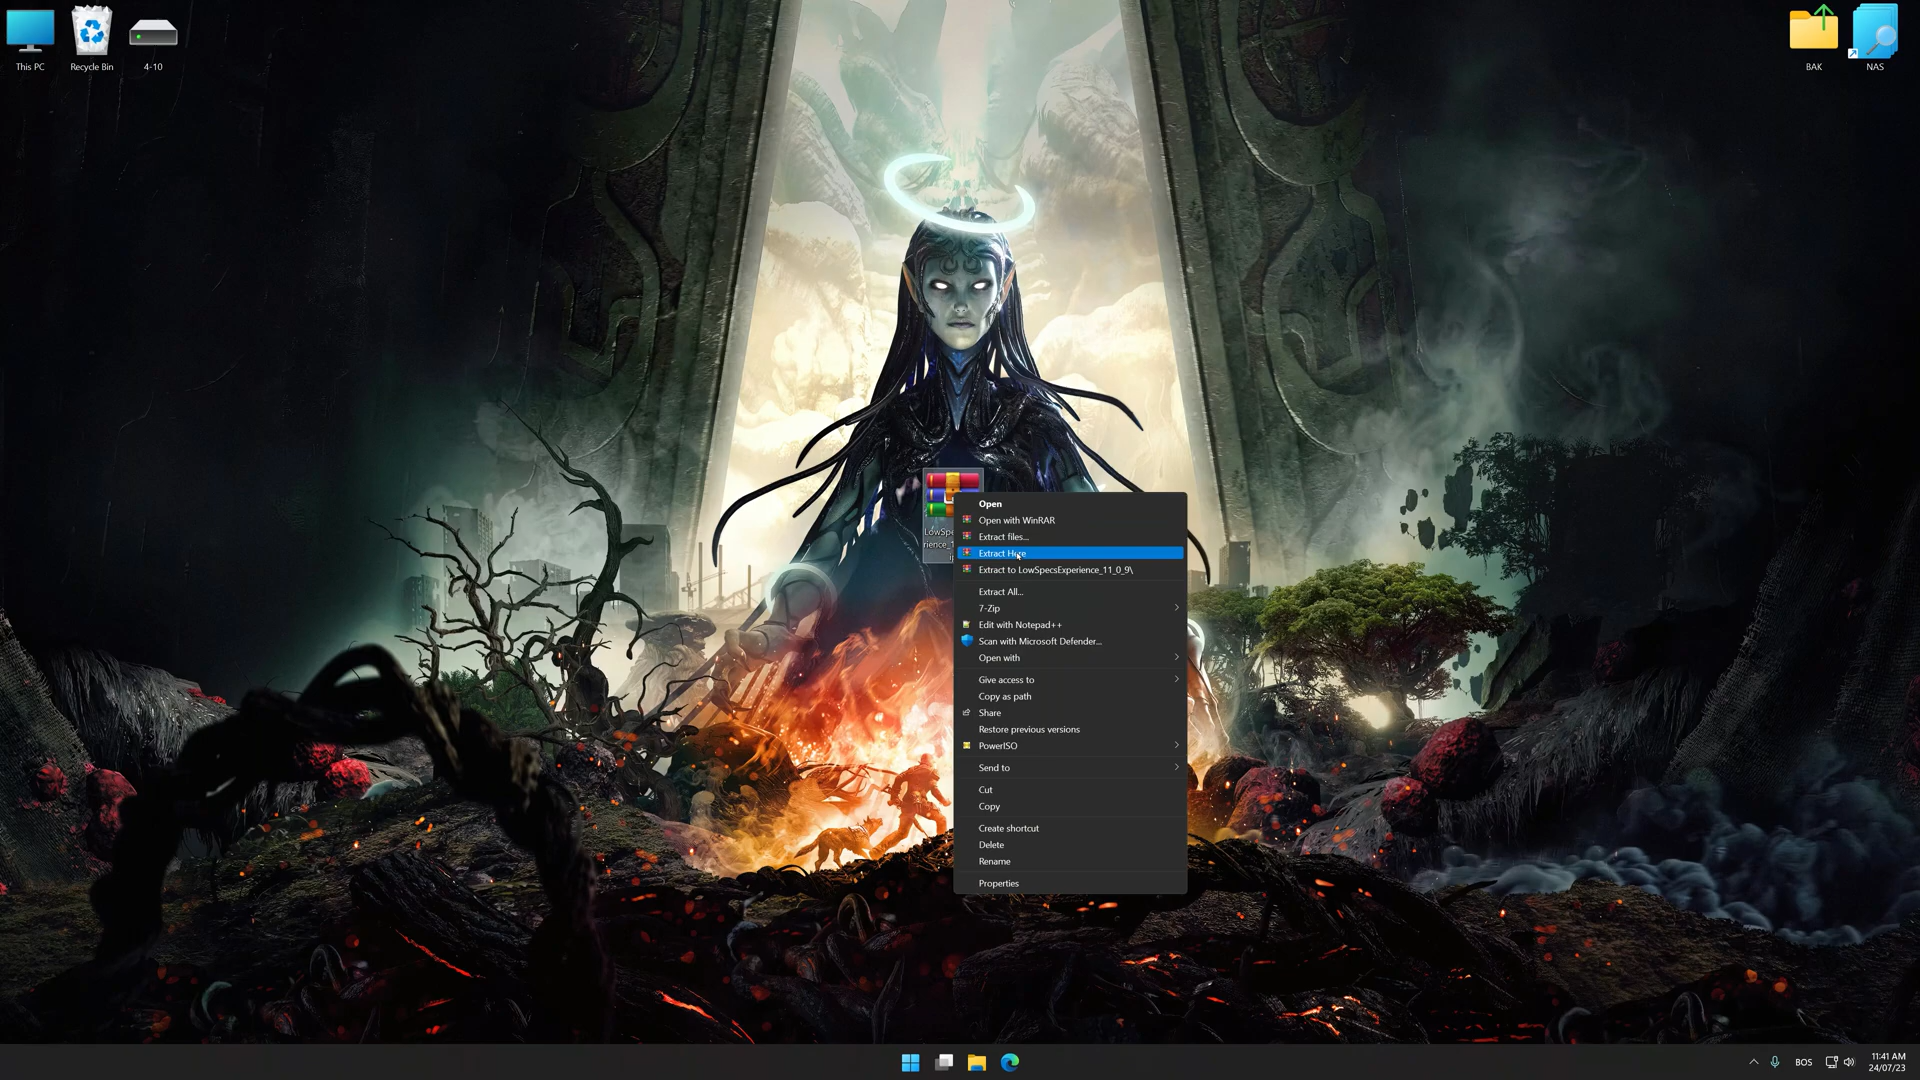 This PC
Recycle Bin
4-10
BAK
NAS
LowSpe
rience_1
Open
Open with WinRAR
Extract files...
Extract Here
Extract to LowSpecsExperience_11_0_9\
Extract All...
7-Zip
Edit with Notepad++
Scan with Microsoft Defender...
Open with
Give access to
Copy as path
Share
Restore previous versions
PowerISO
Send to
Cut
Copy
Create shortcut
Delete
Rename
Properties
BOS
11:41 AM
24/07/23